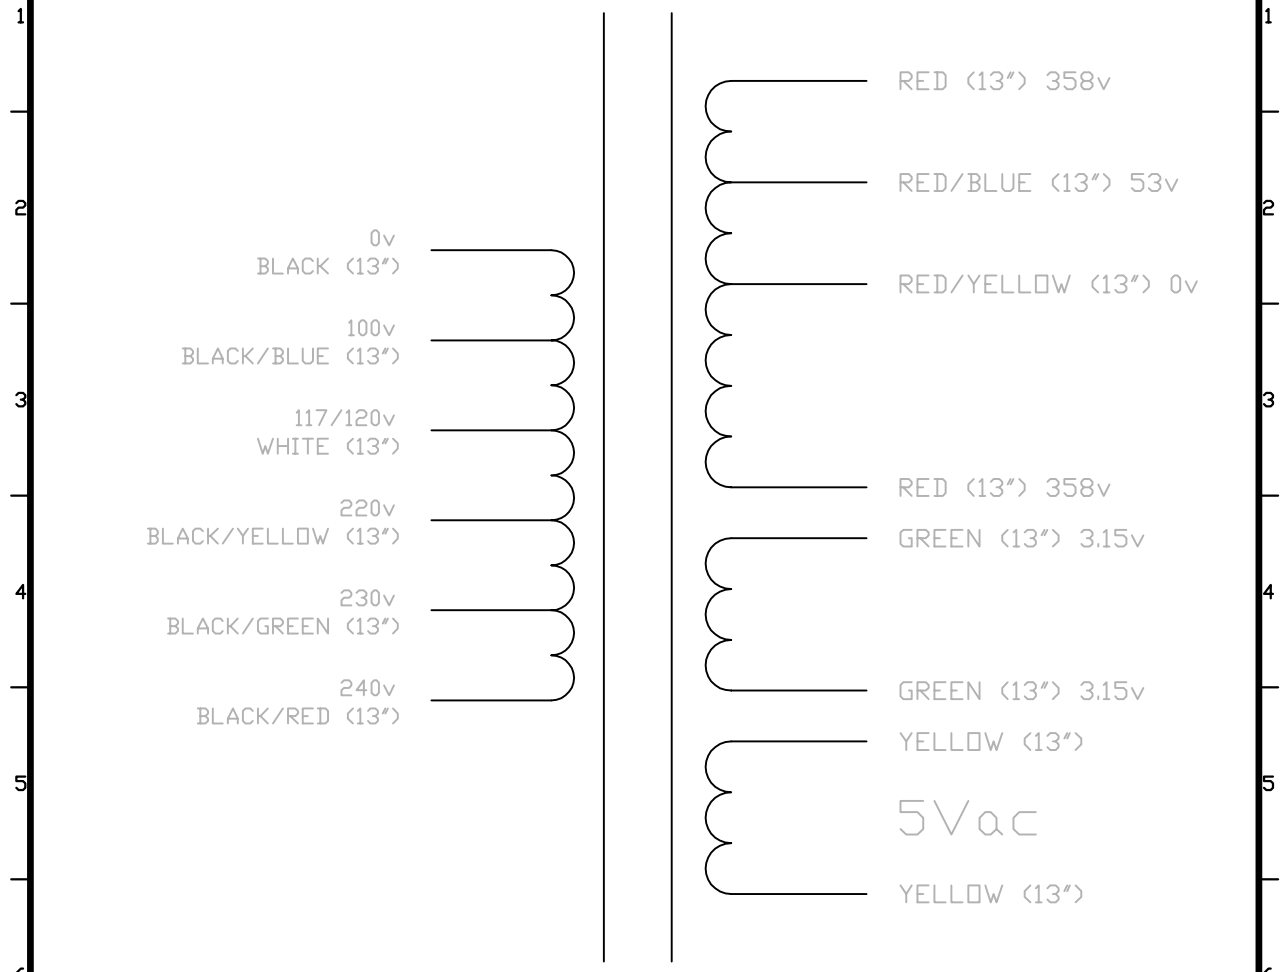 1
1
RED (13") 358v
RED/BLUE (13") 53v
2
2
0v
BLACK (13")
RED/YELLOW (13") 0v
100v
BLACK/BLUE (13")
3
3
117/120v
WHITE (13")
RED (13") 358v
220v
BLACK/YELLOW (13")
GREEN (13") 3.15v
4
4
230v
BLACK/GREEN (13")
240v
BLACK/RED (13")
GREEN (13") 3.15v
YELLOW (13")
5
5
5Vac
YELLOW (13")